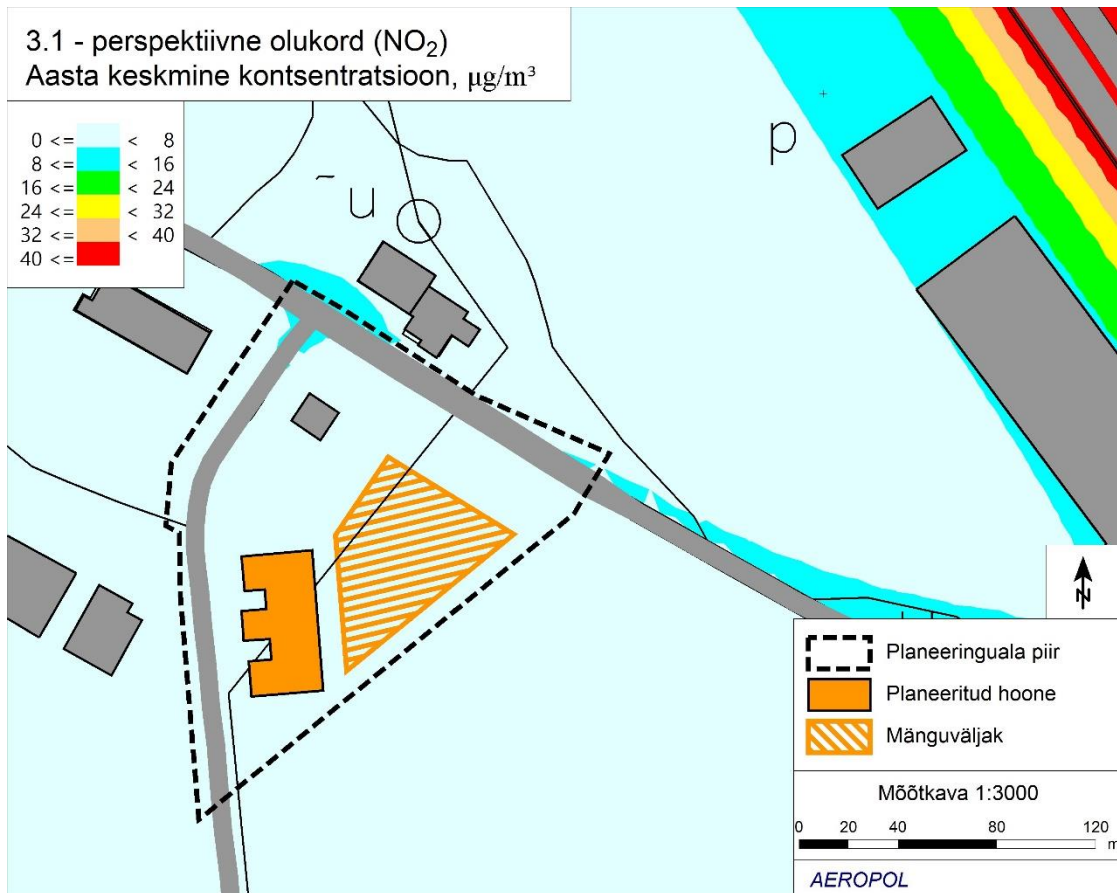 3.1 - perspektiivne olukord (NO₂)
Aasta keskmine kontsentratsioon, µg/m³
0 <= < 8
8 <= < 16
16 <= < 24
24 <= < 32
32 <= < 40
40 <=
p
~
u
N
Planeeringuala piir
Planeeritud hoone
Mänguväljak
Mõõtkava 1:3000
0 20 40 80 120
m
AEROPOL